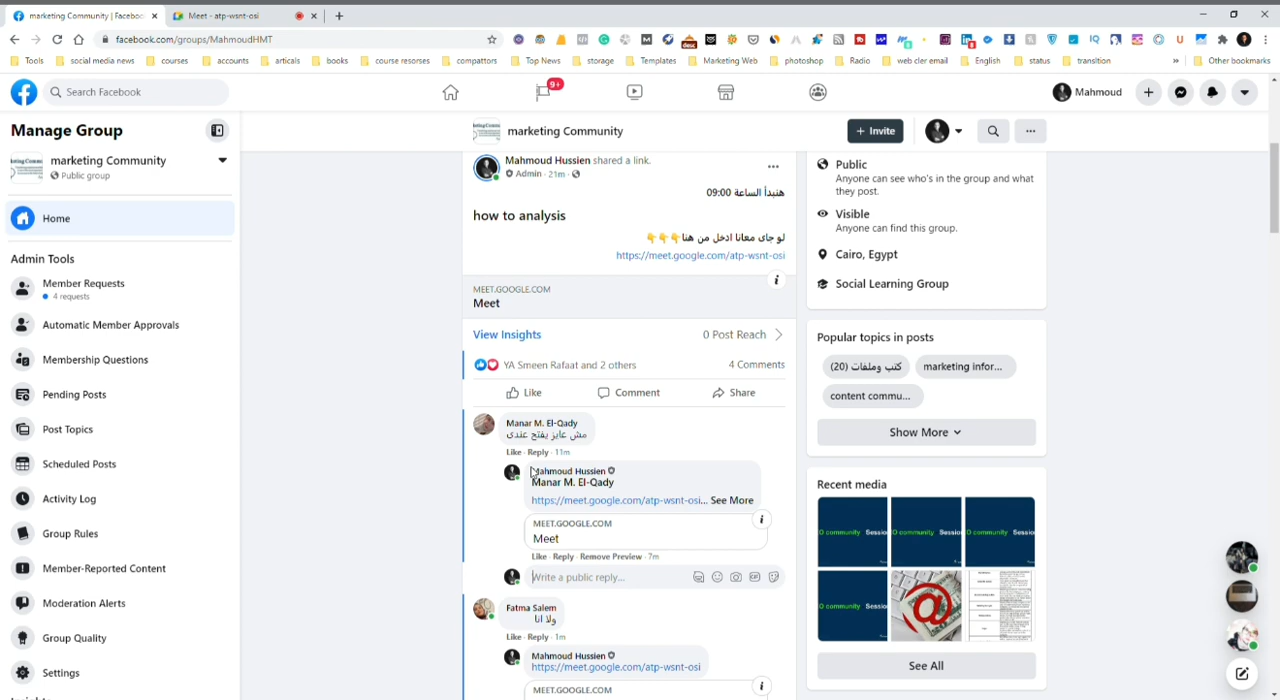 marketing Community | Faceboo
Meet - atp-wsnt-osi
facebook.com/groups/MahmoudHMT
Tools
social media news
courses
accounts
articals
books
course resorses
compattors
Top News
storage
Templates
Marketing Web
photoshop
Radio
web cler email
English
status
transition
Other bookmarks
Search Facebook
9+
Mahmoud
Manage Group
marketing Community
Public group
Home
Admin Tools
Member Requests
4 requests
Automatic Member Approvals
Membership Questions
Pending Posts
Post Topics
Scheduled Posts
Activity Log
Group Rules
Member-Reported Content
Moderation Alerts
Group Quality
Settings
marketing Community
+ Invite
Mahmoud Hussien shared a link.
Admin · 21m ·
هنبدأ الساعة 09:00
how to analysis
لو جاى معانا ادخل من هنا👇👇👇
https://meet.google.com/atp-wsnt-osi
MEET.GOOGLE.COM
Meet
View Insights
0 Post Reach
YA Smeen Rafaat and 2 others
4 Comments
Like
Comment
Share
Manar M. El-Qady
مش عايز يفتح عندى
Like · Reply · 11m
Mahmoud Hussien
Manar M. El-Qady
https://meet.google.com/atp-wsnt-osi... See More
MEET.GOOGLE.COM
Meet
Like · Reply · Remove Preview · 7m
Write a public reply...
Fatma Salem
ولا انا
Like · Reply · 1m
Mahmoud Hussien
https://meet.google.com/atp-wsnt-osi
MEET.GOOGLE.COM
Public
Anyone can see who's in the group and what
they post.
Visible
Anyone can find this group.
Cairo, Egypt
Social Learning Group
Popular topics in posts
كتب وملفات (20)
marketing infor...
content commu...
Show More
Recent media
O community Sessio
O community Sessio
O community Sessio
O community Sessio
See All